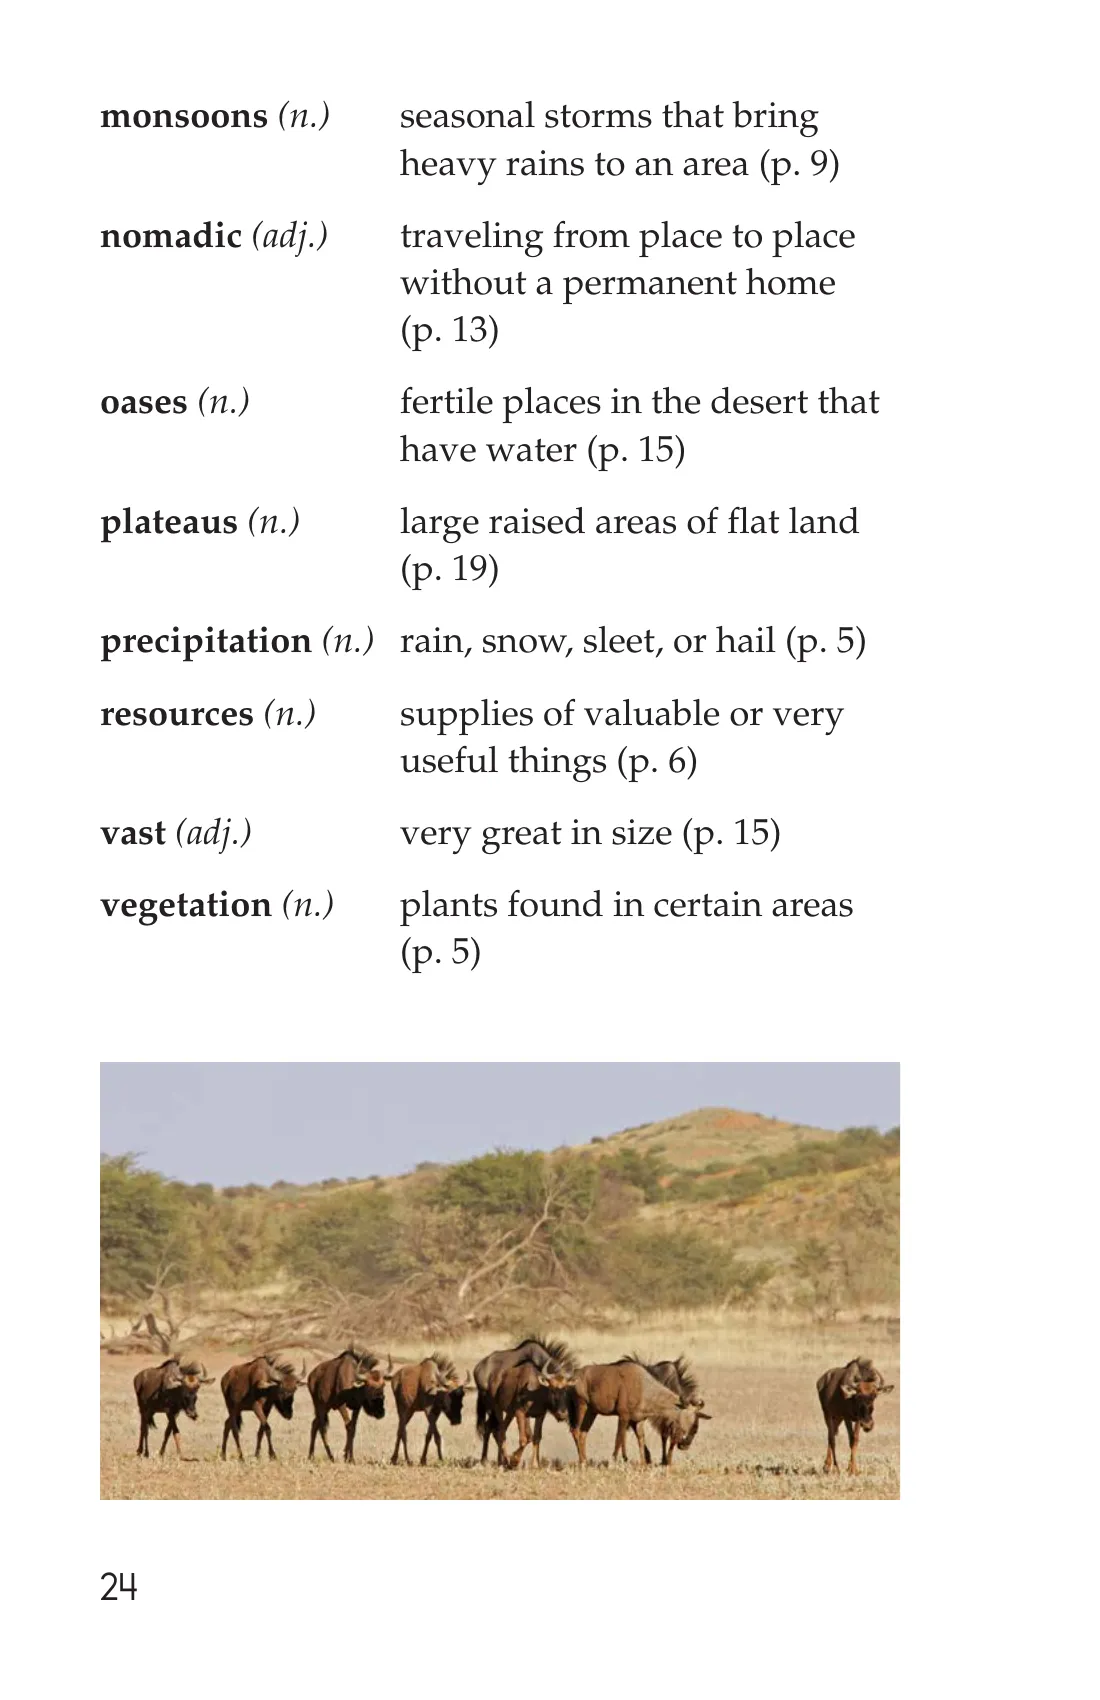 monsoons (n.) seasonal storms that bring
heavy rains to an area (p. 9)
nomadic (adj.) traveling from place to place
without a permanent home
(p. 13)
oases (n.) fertile places in the desert that
have water (p. 15)
plateaus (n.) large raised areas of flat land
(p. 19)
precipitation (n.) rain, snow, sleet, or hail (p. 5)
resources (n.) supplies of valuable or very
useful things (p. 6)
vast (adj.) very great in size (p. 15)
vegetation (n.) plants found in certain areas
(p. 5)
24